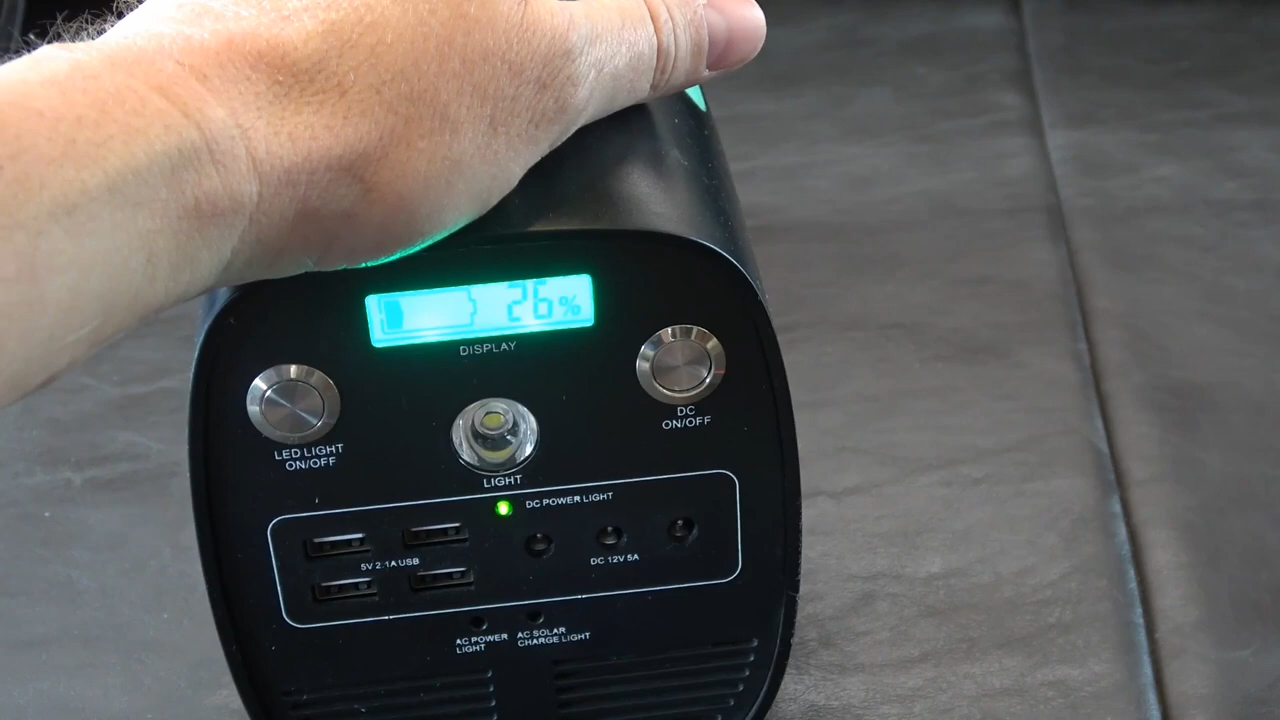 26%
DISPLAY
LED LIGHT
ON/OFF
DC
ON/OFF
LIGHT
DC POWER LIGHT
5V 2.1A USB
DC 12V 5A
AC POWER
LIGHT
AC SOLAR
CHARGE LIGHT